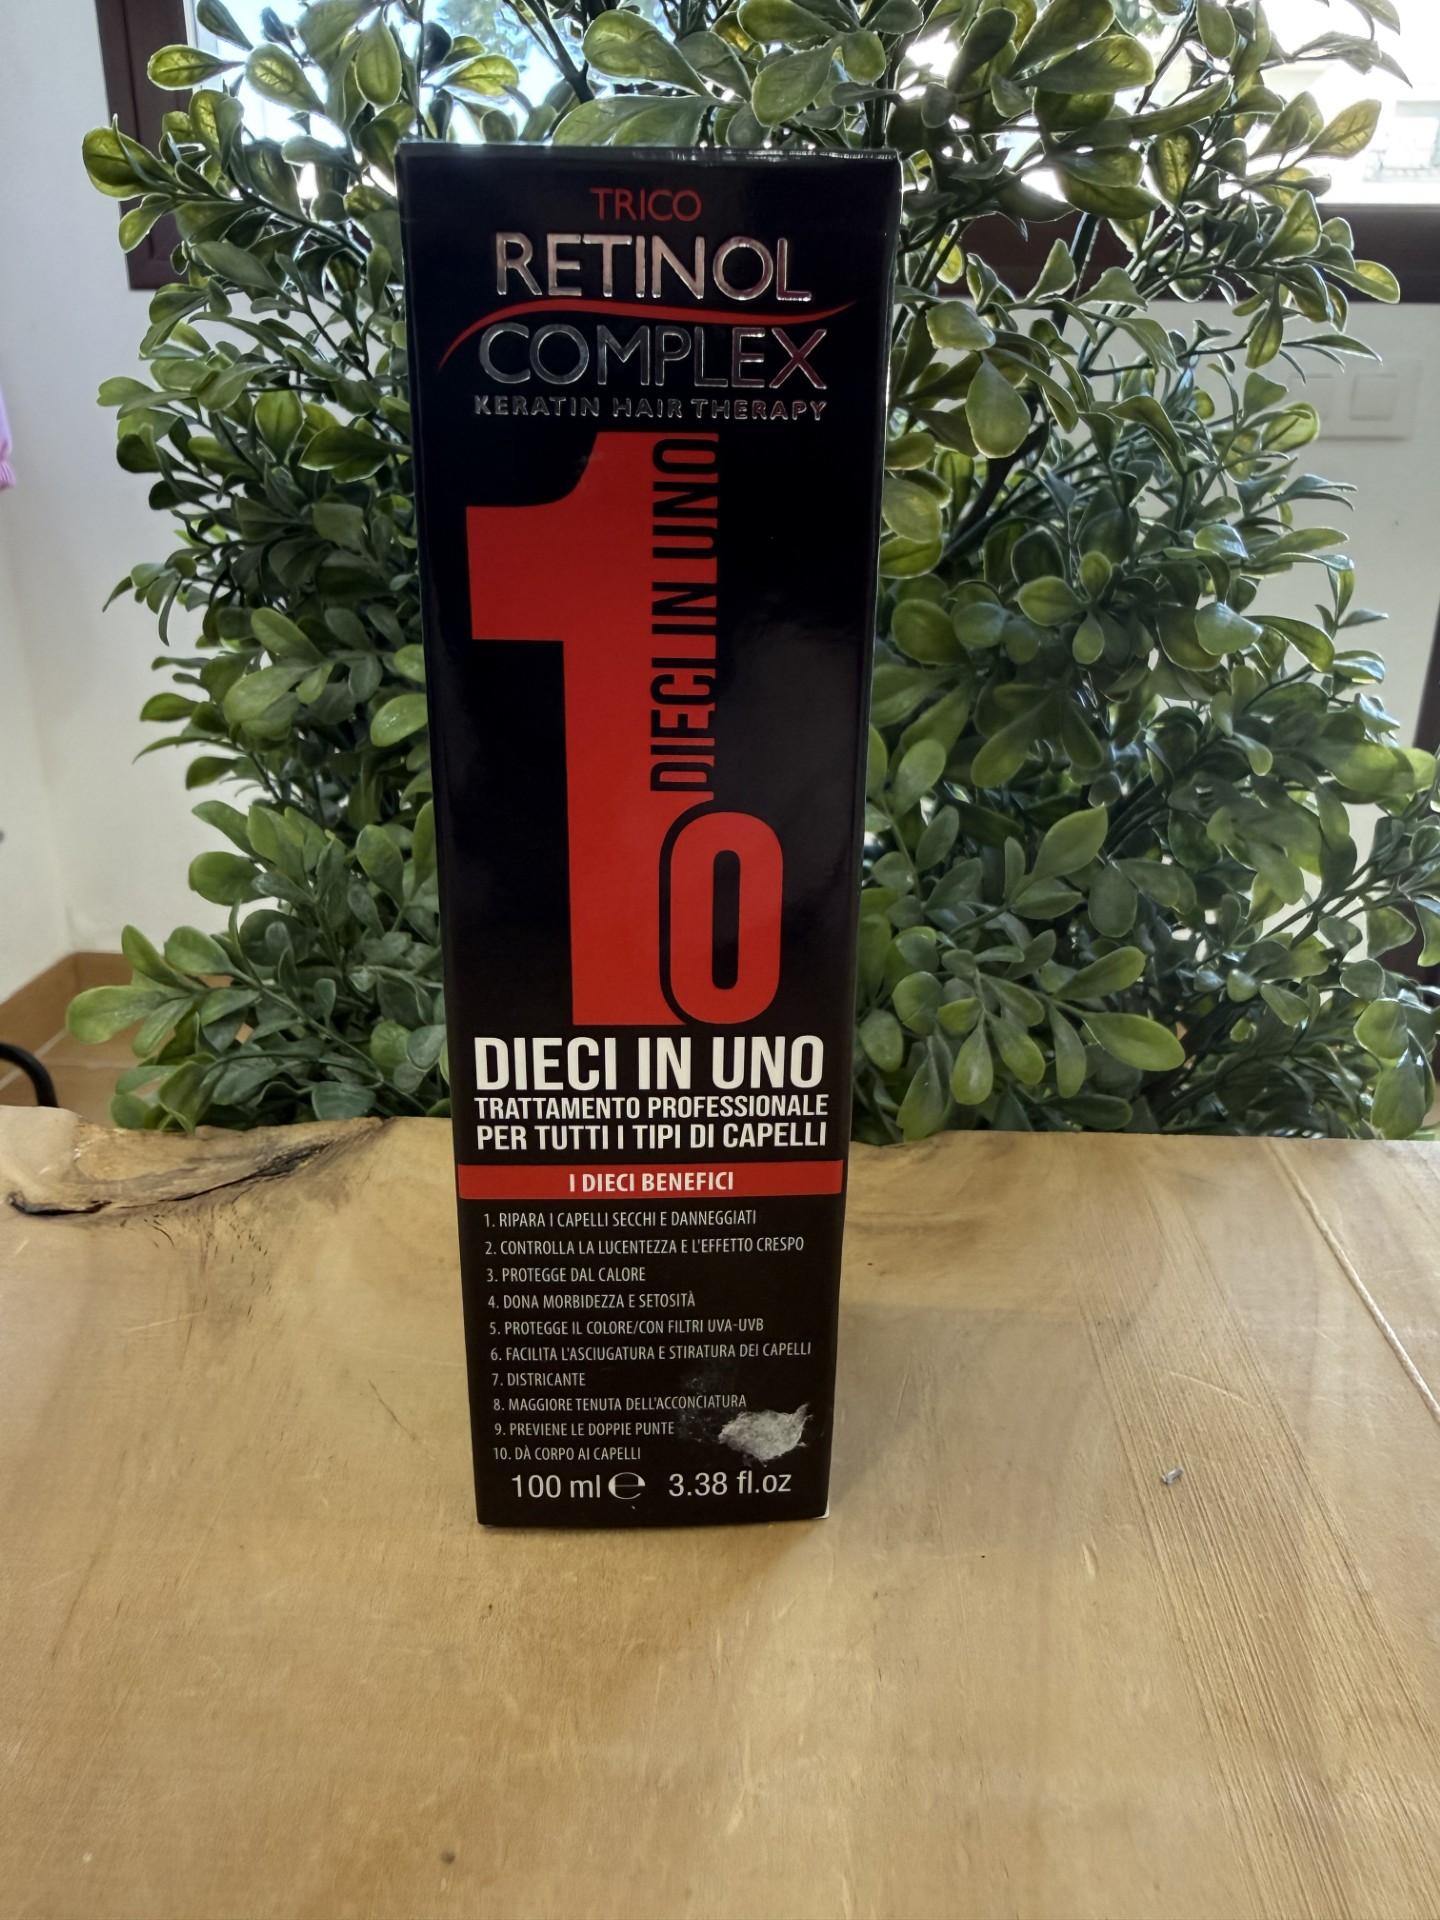 TRICO
RETINOL
COMPLEX
KERATIN HAIR THERAPY
10
DIECI IN UNO
DIECI IN UNO
TRATTAMENTO PROFESSIONALE
PER TUTTI I TIPI DI CAPELLI
I DIECI BENEFICI
1. RIPARA I CAPELLI SECCHI E DANNEGGIATI
2. CONTROLLA LA LUCENTEZZA E L'EFFETTO CRESPO
3. PROTEGGE DAL CALORE
4. DONA MORBIDEZZA E SETOSITÀ
5. PROTEGGE IL COLORE/CON FILTRI UVA-UVB
6. FACILITA L'ASCIUGATURA E STIRATURA DEI CAPELLI
7. DISTRICANTE
8. MAGGIORE TENUTA DELL'ACCONCIATURA
9. PREVIENE LE DOPPIE PUNTE
10. DÀ CORPO AI CAPELLI
100 ml ℮ 3.38 fl.oz